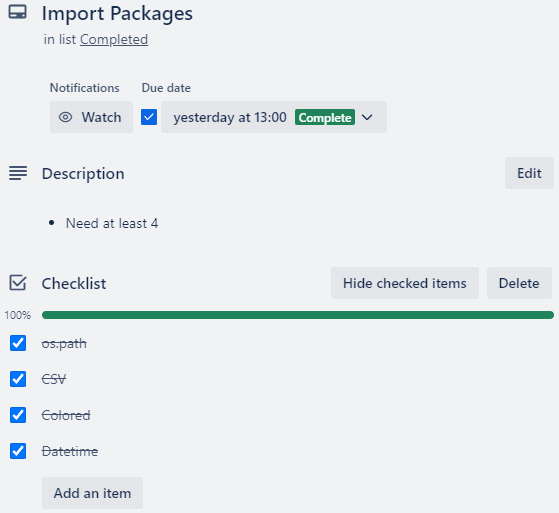 Import Packages
in list Completed
Notifications Due date
Watch yesterday at 13:00 Complete
Description Edit
• Need at least 4
Checklist Hide checked items Delete
100%
os.path
CSV
Colored
Datetime
Add an item